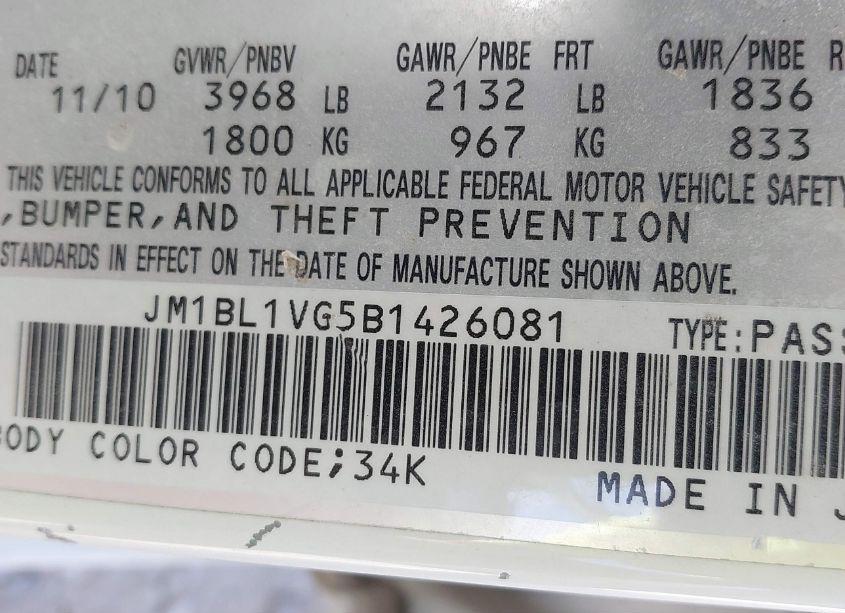 DATE GVWR/PNBV GAWR/PNBE FRT GAWR/PNBE R
11/10 3968 LB 2132 LB 1836
1800 KG 967 KG 833
THIS VEHICLE CONFORMS TO ALL APPLICABLE FEDERAL MOTOR VEHICLE SAFETY
,BUMPER,AND THEFT PREVENTION
STANDARDS IN EFFECT ON THE DATE OF MANUFACTURE SHOWN ABOVE.
JM1BL1VG5B1426081 TYPE:PASS
BODY COLOR CODE;34K
MADE IN J